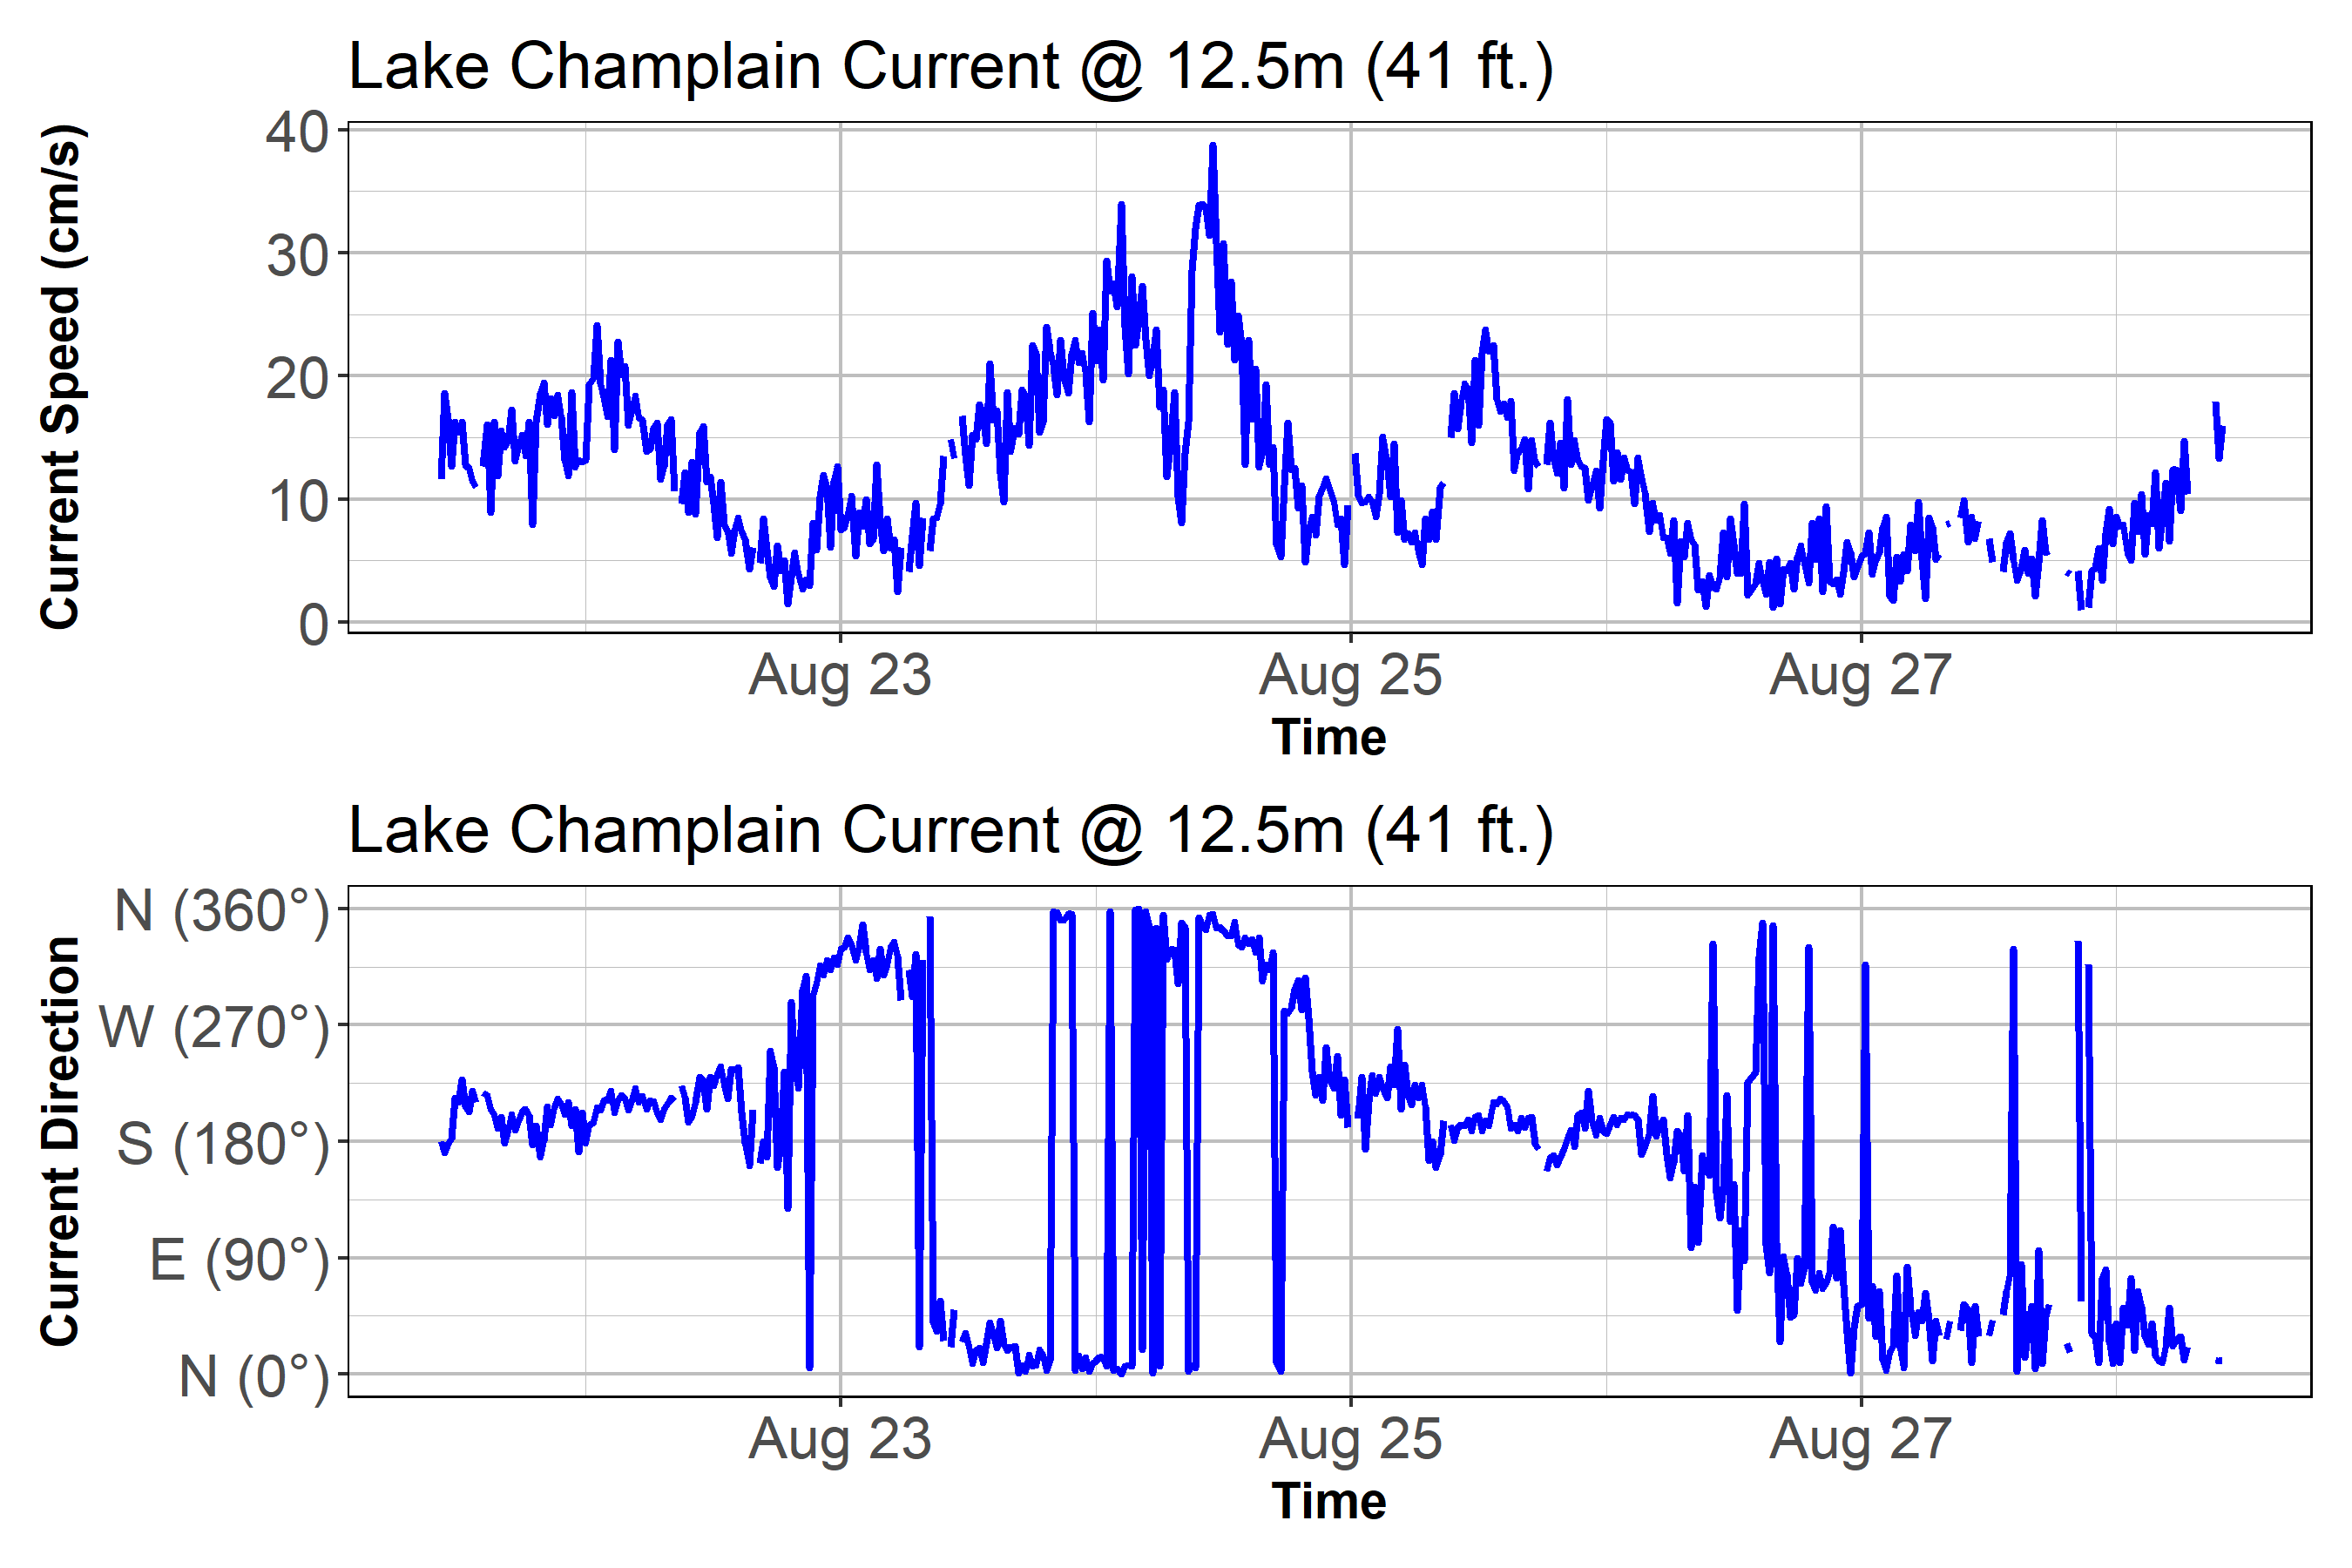 Lake Champlain Current @ 12.5m (41 ft.)
Current Speed (cm/s)
40
30
20
10
0
Aug 23 Aug 25 Aug 27
Time
Lake Champlain Current @ 12.5m (41 ft.)
Current Direction
N (360°)
W (270°)
S (180°)
E (90°)
N (0°)
Aug 23 Aug 25 Aug 27
Time